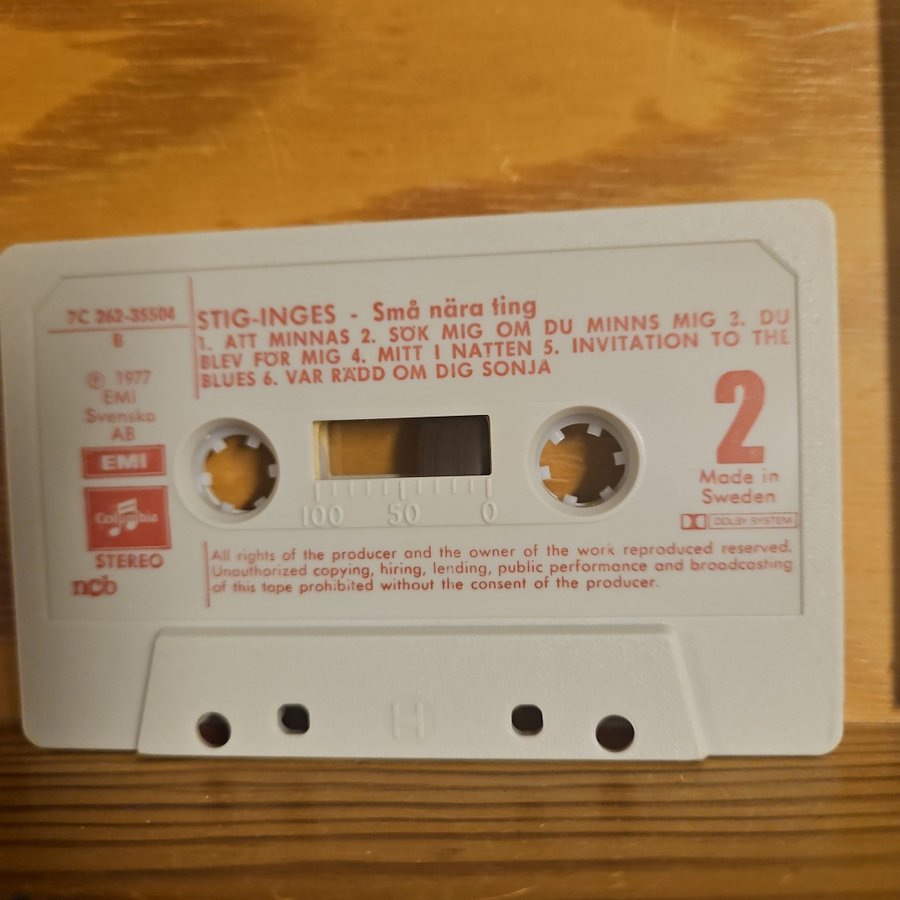 7C 262-35504
B
℗ 1977
EMI
Svenska
AB
EMI
Columbia
STEREO
ncb
STIG-INGES - Små nära ting
1. ATT MINNAS 2. SÖK MIG OM DU MINNS MIG 3. DU
BLEV FÖR MIG 4. MITT I NATTEN 5. INVITATION TO THE
BLUES 6. VAR RÄDD OM DIG SONJA
2
Made in
Sweden
DOLBY SYSTEM
100 50 0
All rights of the producer and the owner of the work reproduced reserved.
Unauthorized copying, hiring, lending, public performance and broadcasting
of this tape prohibited without the consent of the producer.
H